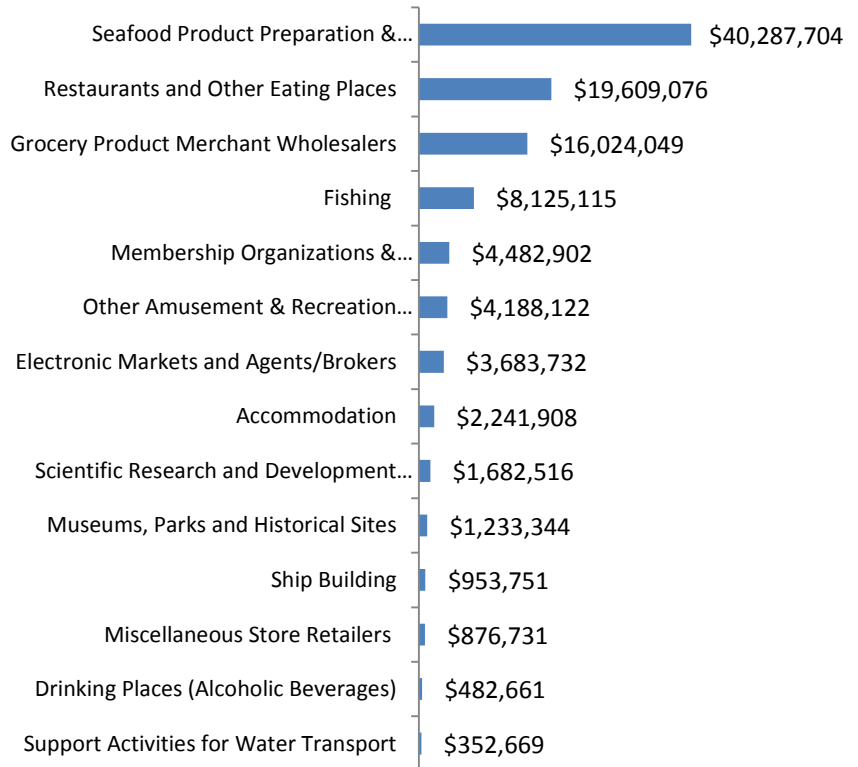 Seafood Product Preparation &... $40,287,704
Restaurants and Other Eating Places $19,609,076
Grocery Product Merchant Wholesalers $16,024,049
Fishing $8,125,115
Membership Organizations &... $4,482,902
Other Amusement & Recreation... $4,188,122
Electronic Markets and Agents/Brokers $3,683,732
Accommodation $2,241,908
Scientific Research and Development... $1,682,516
Museums, Parks and Historical Sites $1,233,344
Ship Building $953,751
Miscellaneous Store Retailers $876,731
Drinking Places (Alcoholic Beverages) $482,661
Support Activities for Water Transport $352,669